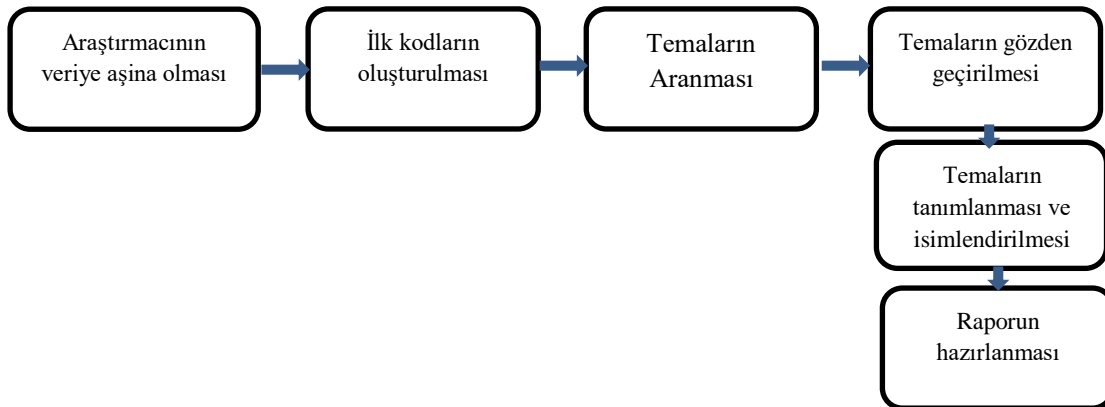 Araştırmacının
veriye aşina olması
İlk kodların
oluşturulması
Temaların
Aranması
Temaların gözden
geçirilmesi
Temaların
tanımlanması ve
isimlendirilmesi
Raporun
hazırlanması